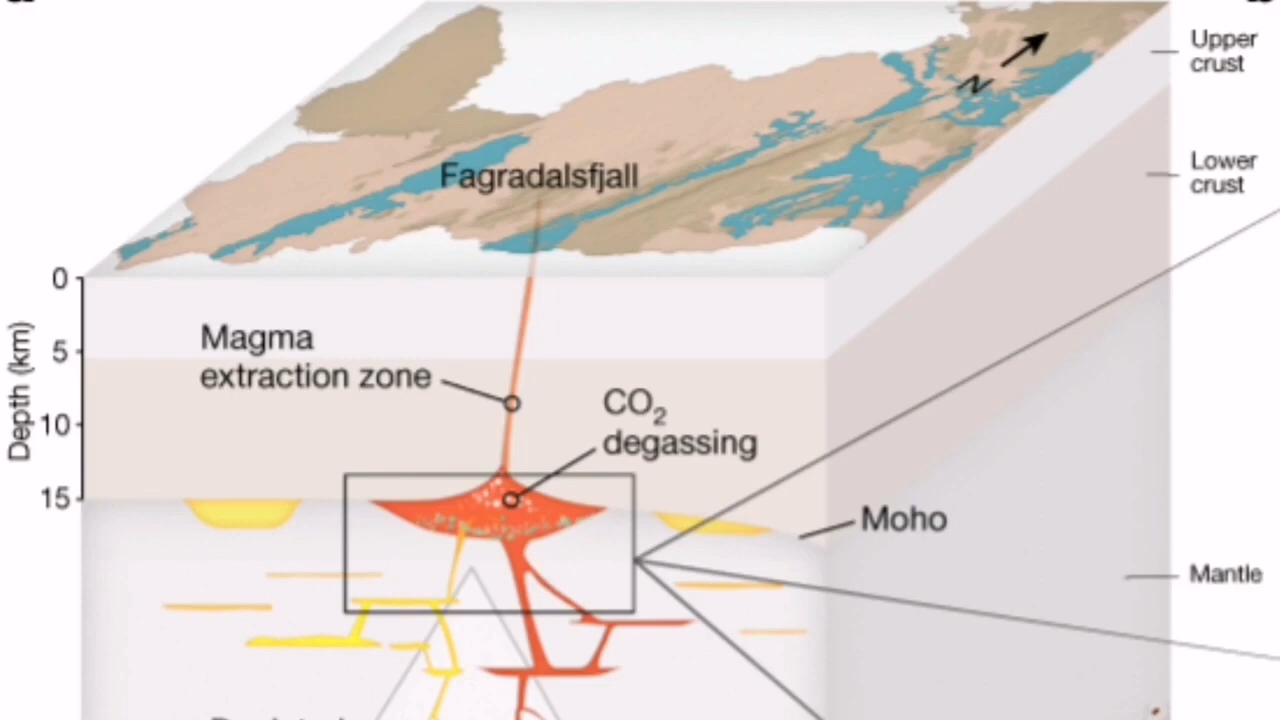 Upper
crust
N
Lower
crust
Fagradalsfjall
0
Magma
extraction zone
5
Depth (km)
CO₂
degassing
10
15
Moho
Mantle